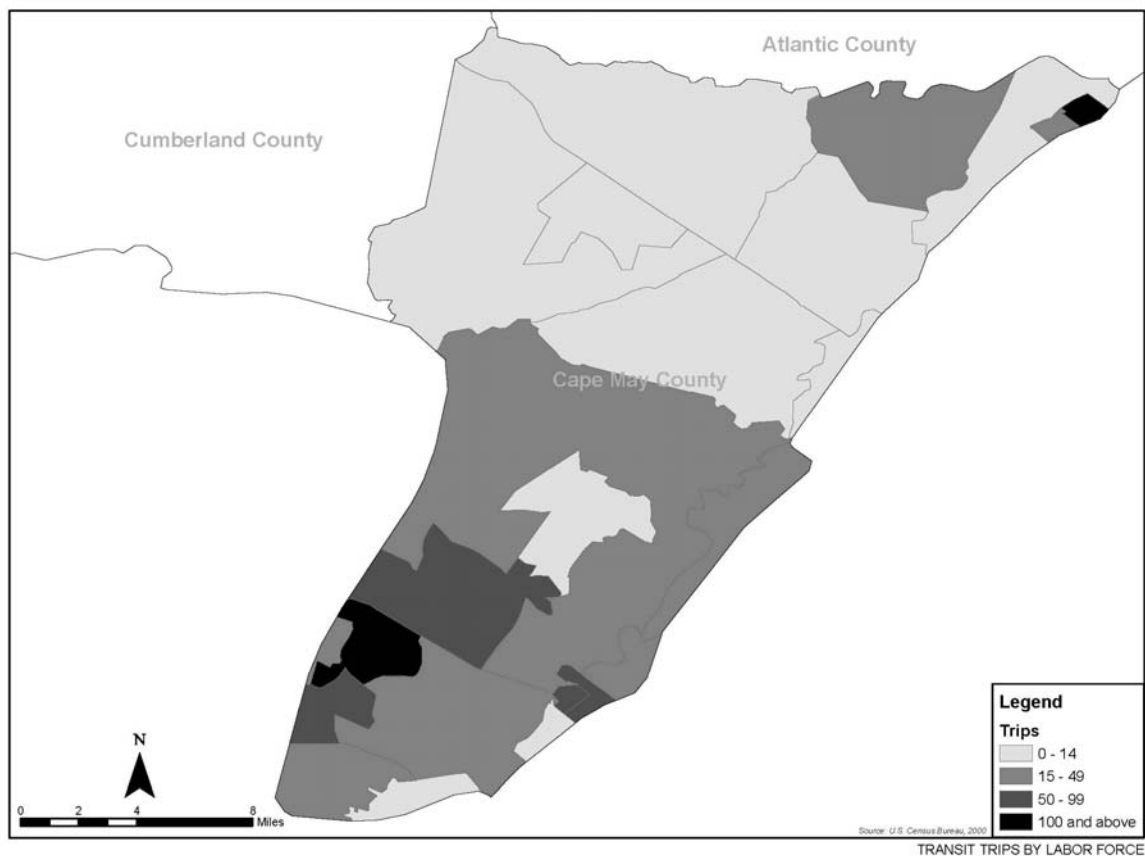 Atlantic County
Cumberland County
Cape May County
N
0 2 4 8
Miles
Legend
Trips
0 - 14
15 - 49
50 - 99
100 and above
Source: U.S. Census Bureau, 2000
TRANSIT TRIPS BY LABOR FORCE